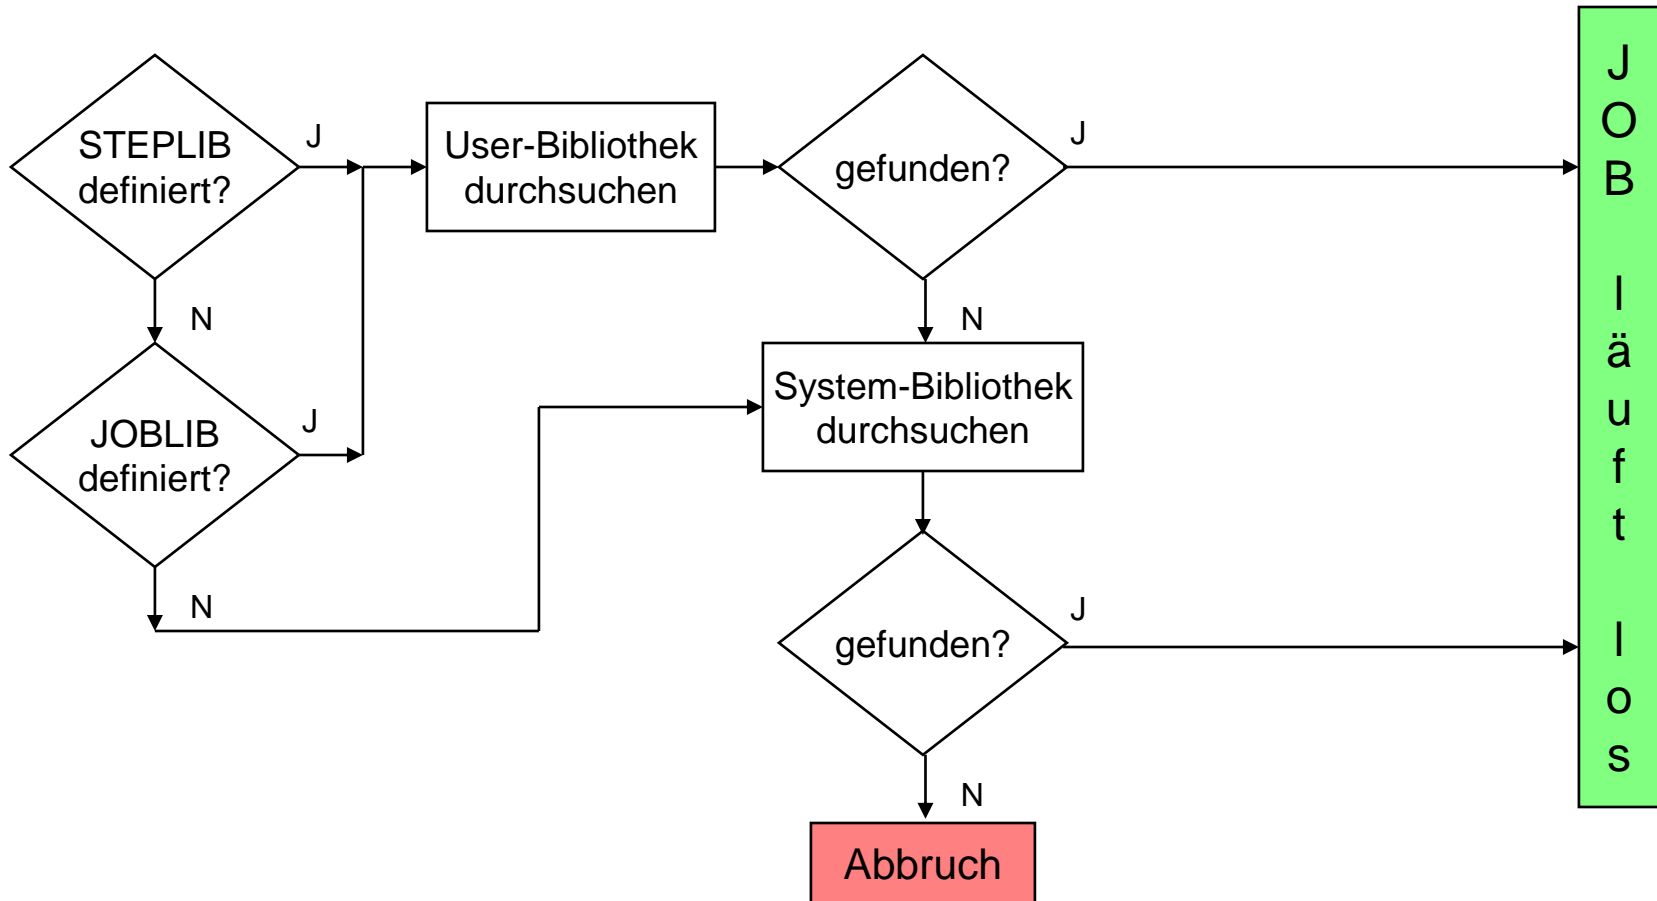 STEPLIB
definiert?
J
User-Bibliothek
durchsuchen
gefunden?
J
N
N
JOBLIB
definiert?
J
System-Bibliothek
durchsuchen
N
gefunden?
J
N
Abbruch
J
O
B
l
ä
u
f
t
l
o
s